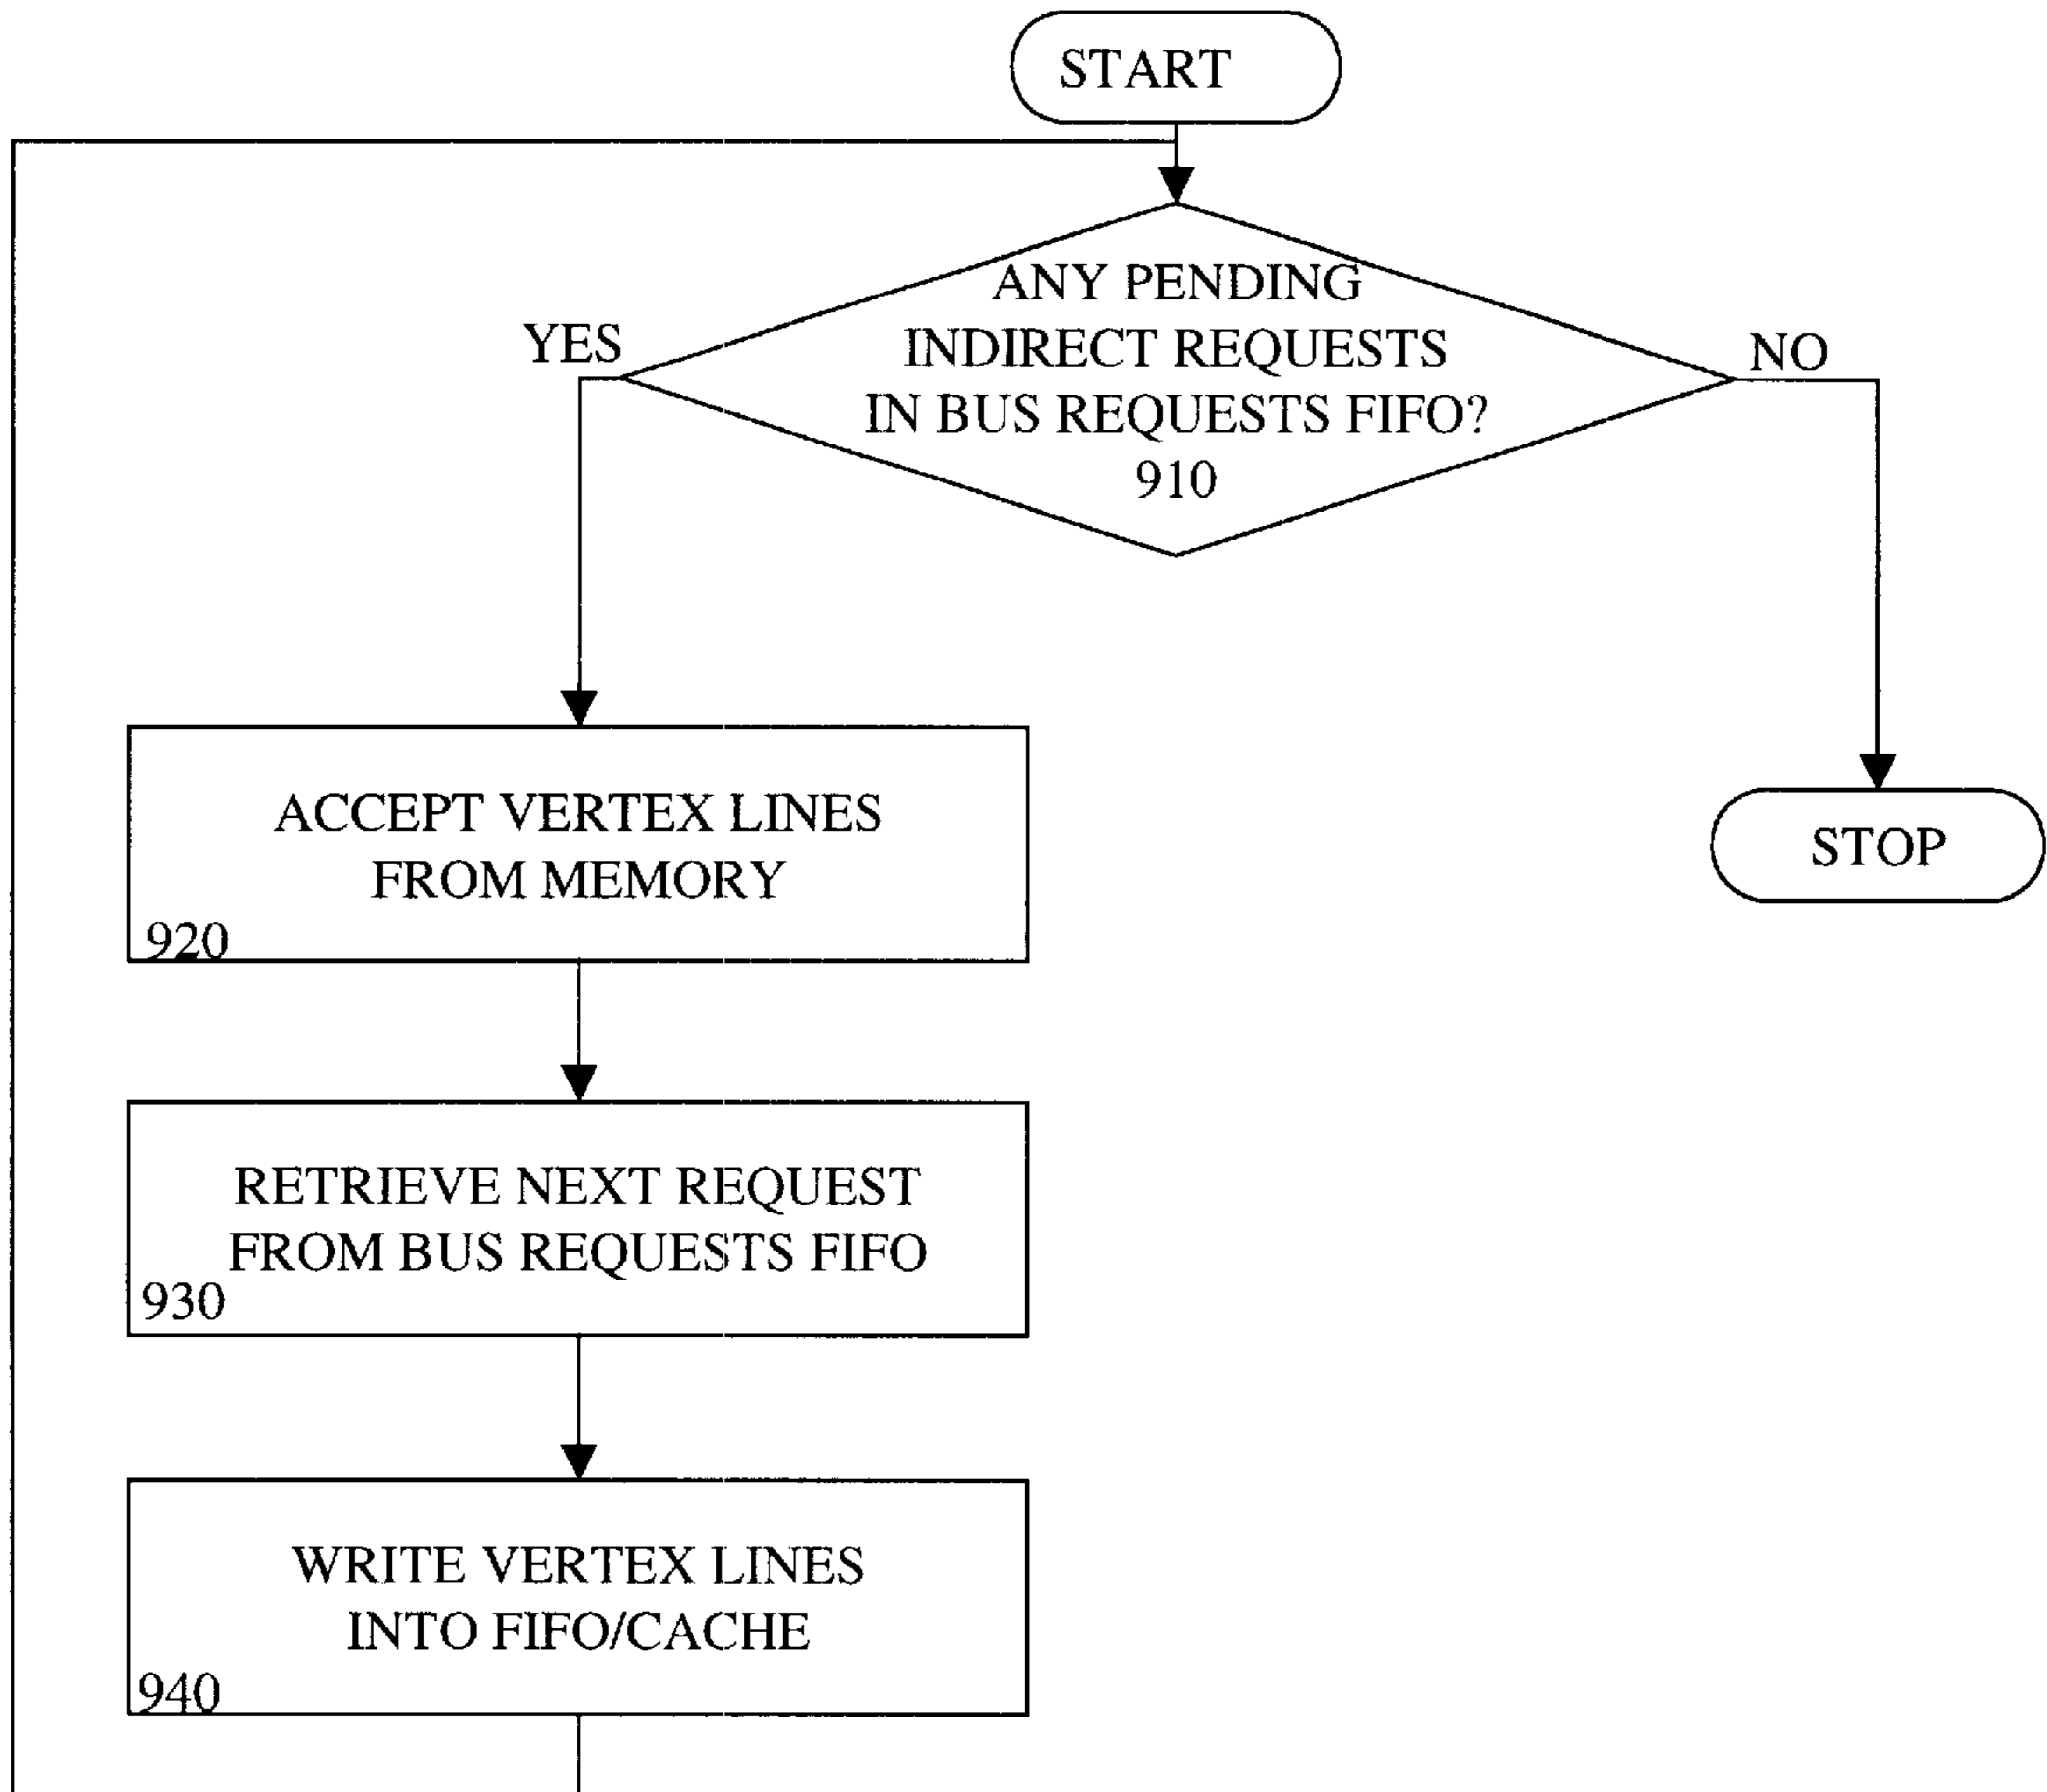 START
ANY PENDING
INDIRECT REQUESTS
IN BUS REQUESTS FIFO?
910
YES
NO
ACCEPT VERTEX LINES
FROM MEMORY
920
STOP
RETRIEVE NEXT REQUEST
FROM BUS REQUESTS FIFO
930
WRITE VERTEX LINES
INTO FIFO/CACHE
940